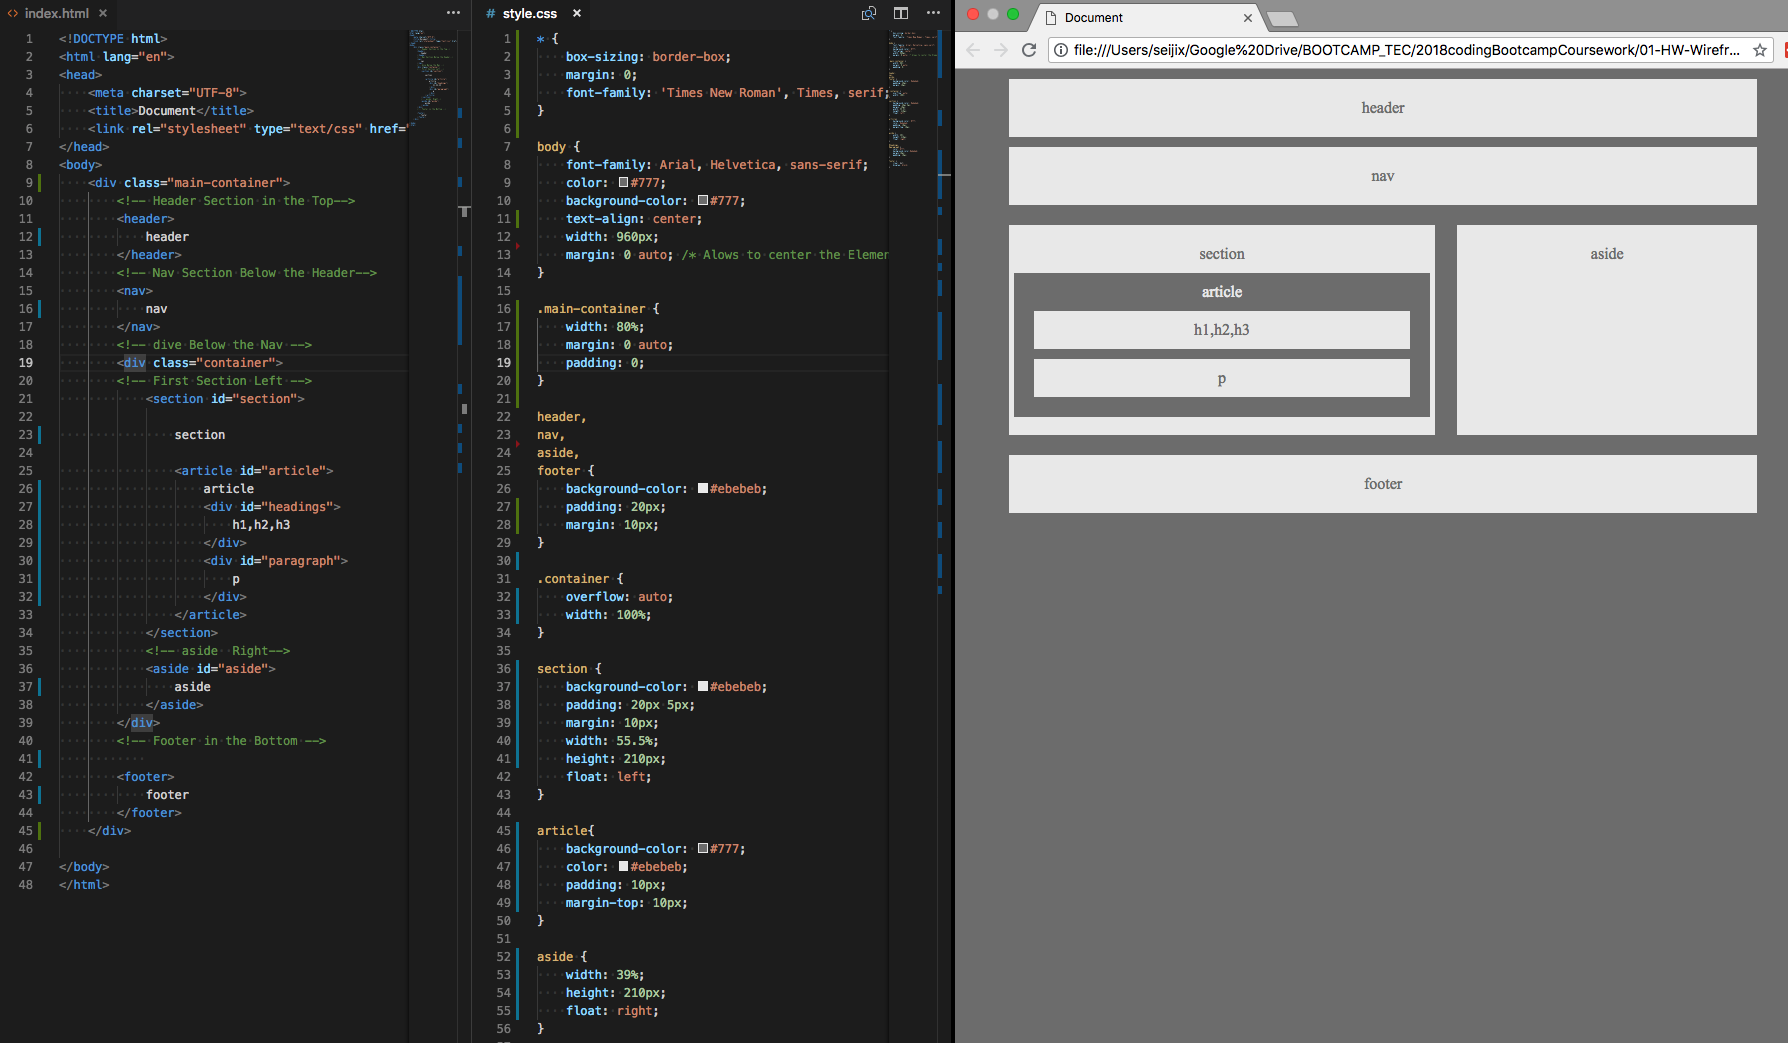 index.html
1 <!DOCTYPE html>
2 <html lang="en">
3 <head>
4 <meta charset="UTF-8">
5 <title>Document</title>
6 <link rel="stylesheet" type="text/css" href="
7 </head>
8 <body>
9 <div class="main-container">
10 <!-- Header Section in the Top-->
11 <header>
12 header
13 </header>
14 <!-- Nav Section Below the Header-->
15 <nav>
16 nav
17 </nav>
18 <!-- dive Below the Nav -->
19 <div class="container">
20 <!-- First Section Left -->
21 <section id="section">
22
23 section
24
25 <article id="article">
26 article
27 <div id="headings">
28 h1,h2,h3
29 </div>
30 <div id="paragraph">
31 p
32 </div>
33 </article>
34 </section>
35 <!-- aside  Right-->
36 <aside id="aside">
37 aside
38 </aside>
39 </div>
40 <!-- Footer in the Bottom -->
41
42 <footer>
43 footer
44 </footer>
45 </div>
46
47 </body>
48 </html>
# style.css
1 * {
2 box-sizing: border-box;
3 margin: 0;
4 font-family: 'Times New Roman', Times, serif;
5 }
6
7 body {
8 font-family: Arial, Helvetica, sans-serif;
9 color: #777;
10 background-color: #777;
11 text-align: center;
12 width: 960px;
13 margin: 0 auto; /* Alows to center the Elemen
14 }
15
16 .main-container {
17 width: 80%;
18 margin: 0 auto;
19 padding: 0;
20 }
21
22 header,
23 nav,
24 aside,
25 footer {
26 background-color: #ebebeb;
27 padding: 20px;
28 margin: 10px;
29 }
30
31 .container {
32 overflow: auto;
33 width: 100%;
34 }
35
36 section {
37 background-color: #ebebeb;
38 padding: 20px 5px;
39 margin: 10px;
40 width: 55.5%;
41 height: 210px;
42 float: left;
43 }
44
45 article{
46 background-color: #777;
47 color: #ebebeb;
48 padding: 10px;
49 margin-top: 10px;
50 }
51
52 aside {
53 width: 39%;
54 height: 210px;
55 float: right;
56 }
Document
file:///Users/seijix/Google%20Drive/BOOTCAMP_TEC/2018codingBootcampCoursework/01-HW-Wirefr...
header
nav
section
aside
article
h1,h2,h3
p
footer